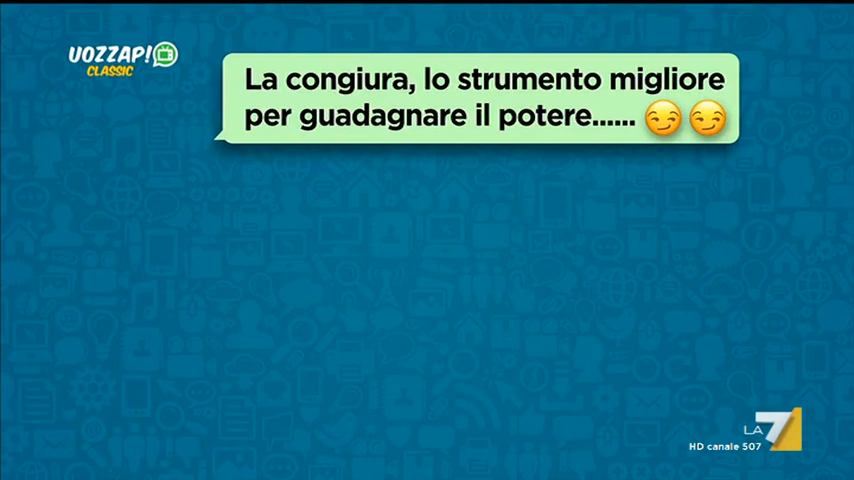 UOZZAP!
CLASSIC
La congiura, lo strumento migliore
per guadagnare il potere...... 😏 😏
LA 7
HD canale 507